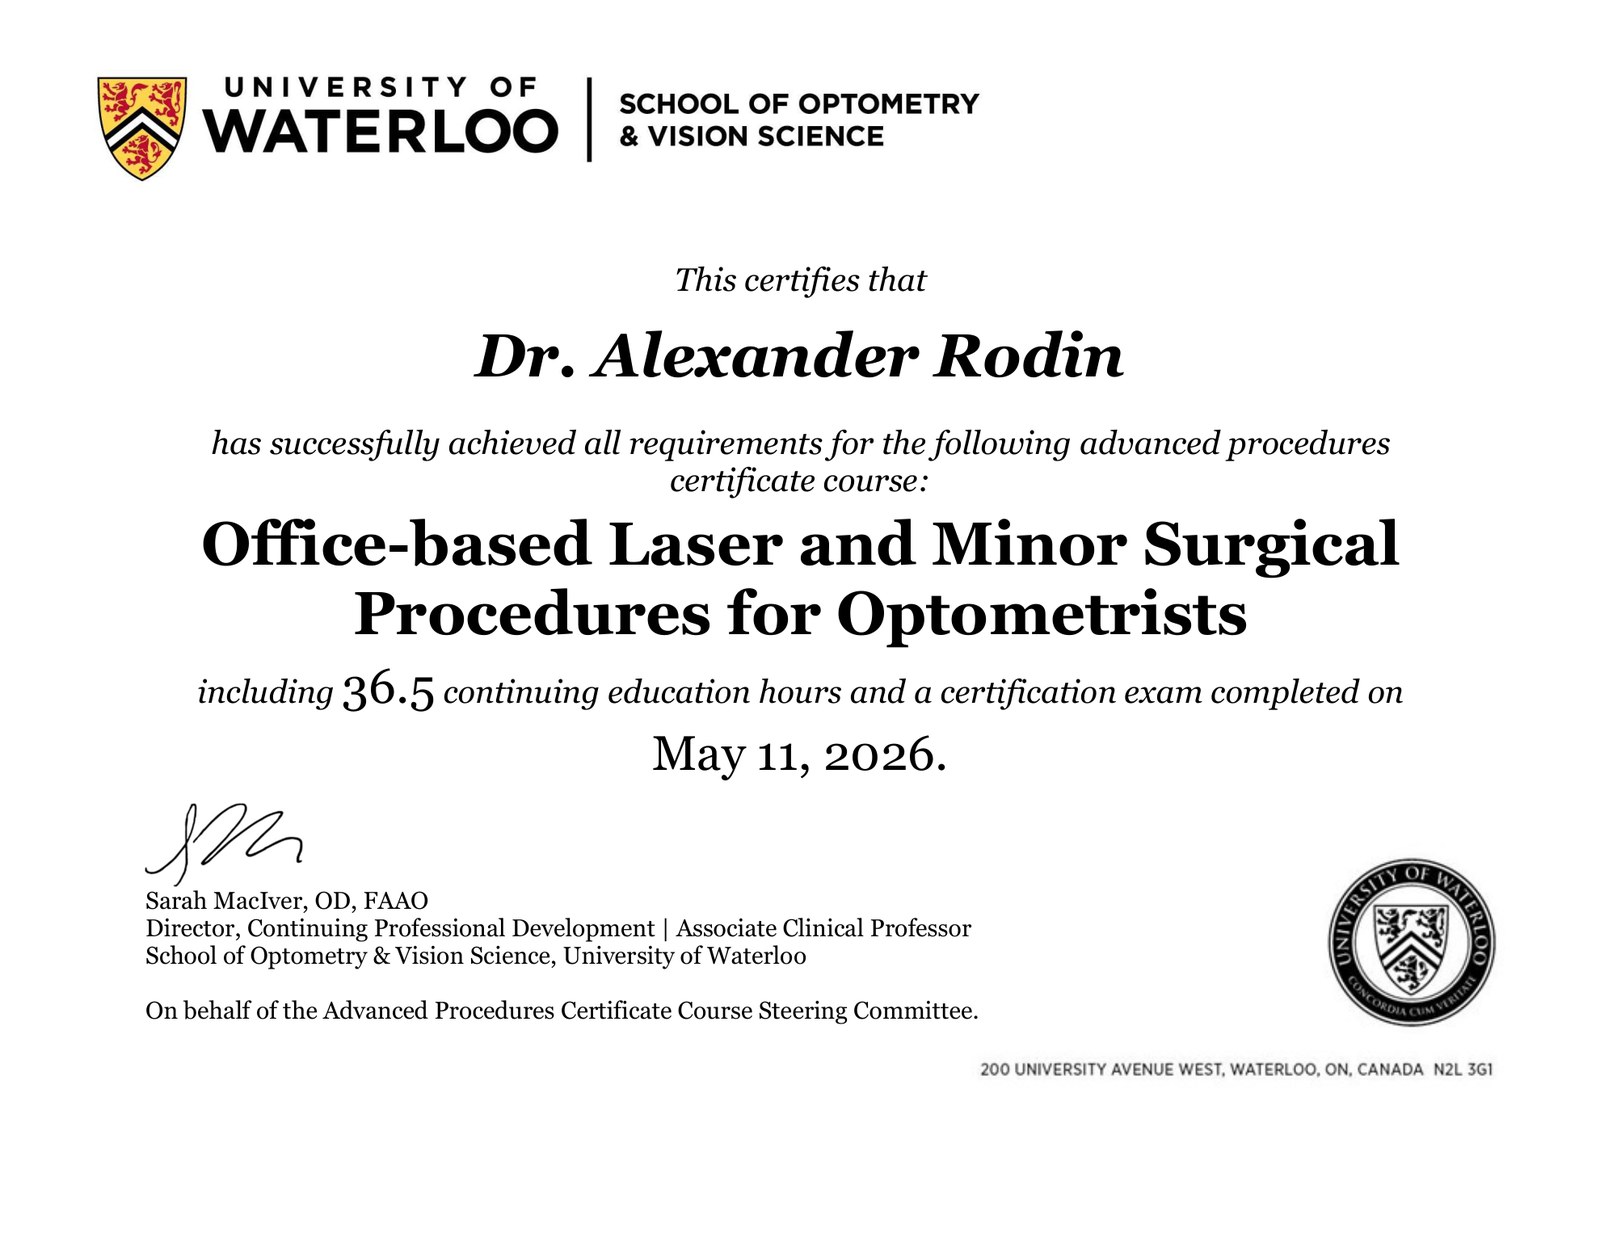 UNIVERSITY OF
WATERLOO
SCHOOL OF OPTOMETRY
& VISION SCIENCE
This certifies that
Dr. Alexander Rodin
has successfully achieved all requirements for the following advanced procedures
certificate course:
Office-based Laser and Minor Surgical
Procedures for Optometrists
including 36.5 continuing education hours and a certification exam completed on
May 11, 2026.
Sarah MacIver, OD, FAAO
Director, Continuing Professional Development | Associate Clinical Professor
School of Optometry & Vision Science, University of Waterloo
On behalf of the Advanced Procedures Certificate Course Steering Committee.
UNIVERSITY OF WATERLOO
CONCORDIA CUM VERITATE
200 UNIVERSITY AVENUE WEST, WATERLOO, ON, CANADA N2L 3G1